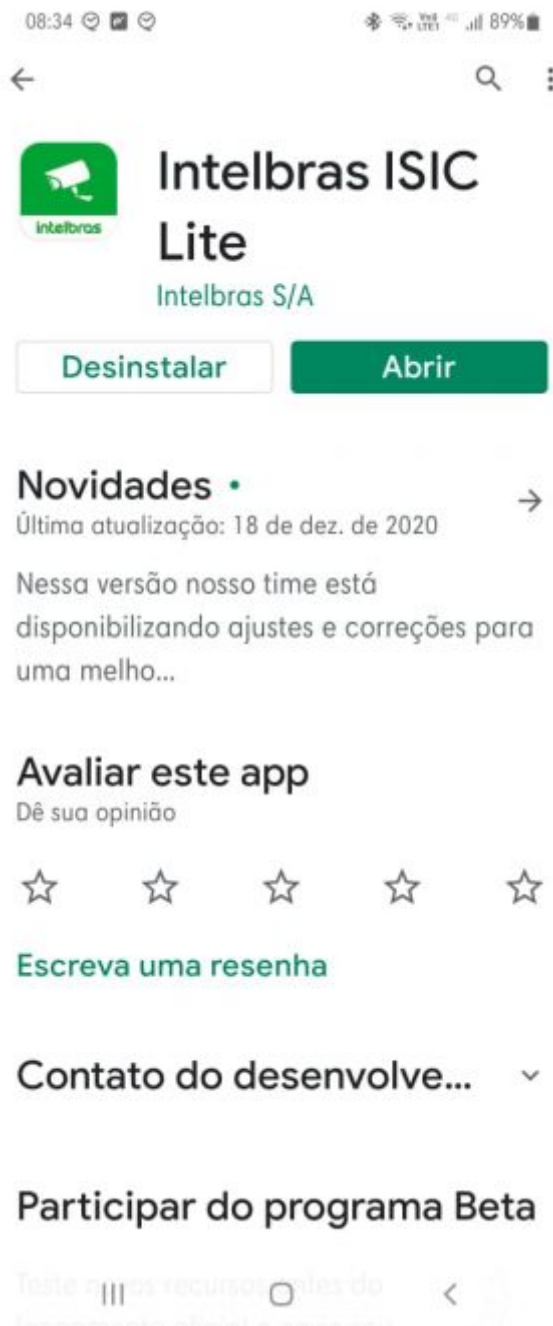 08:34
89%
intelbras
Intelbras ISIC
Lite
Intelbras S/A
Desinstalar
Abrir
Novidades •
Última atualização: 18 de dez. de 2020
Nessa versão nosso time está
disponibilizando ajustes e correções para
uma melho...
Avaliar este app
Dê sua opinião
Escreva uma resenha
Contato do desenvolve...
Participar do programa Beta